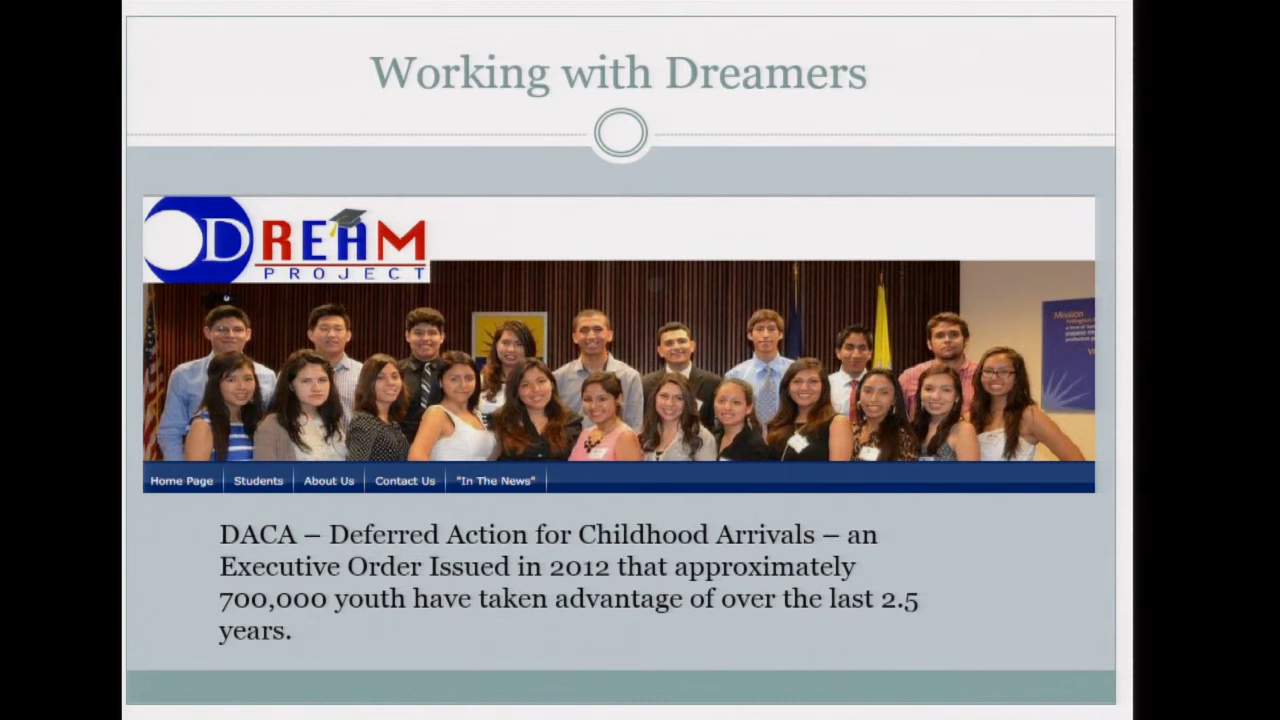 Working with Dreamers
DREAM
PROJECT
Mission
Home Page Students About Us Contact Us "In The News"
DACA – Deferred Action for Childhood Arrivals – an
Executive Order Issued in 2012 that approximately
700,000 youth have taken advantage of over the last 2.5
years.